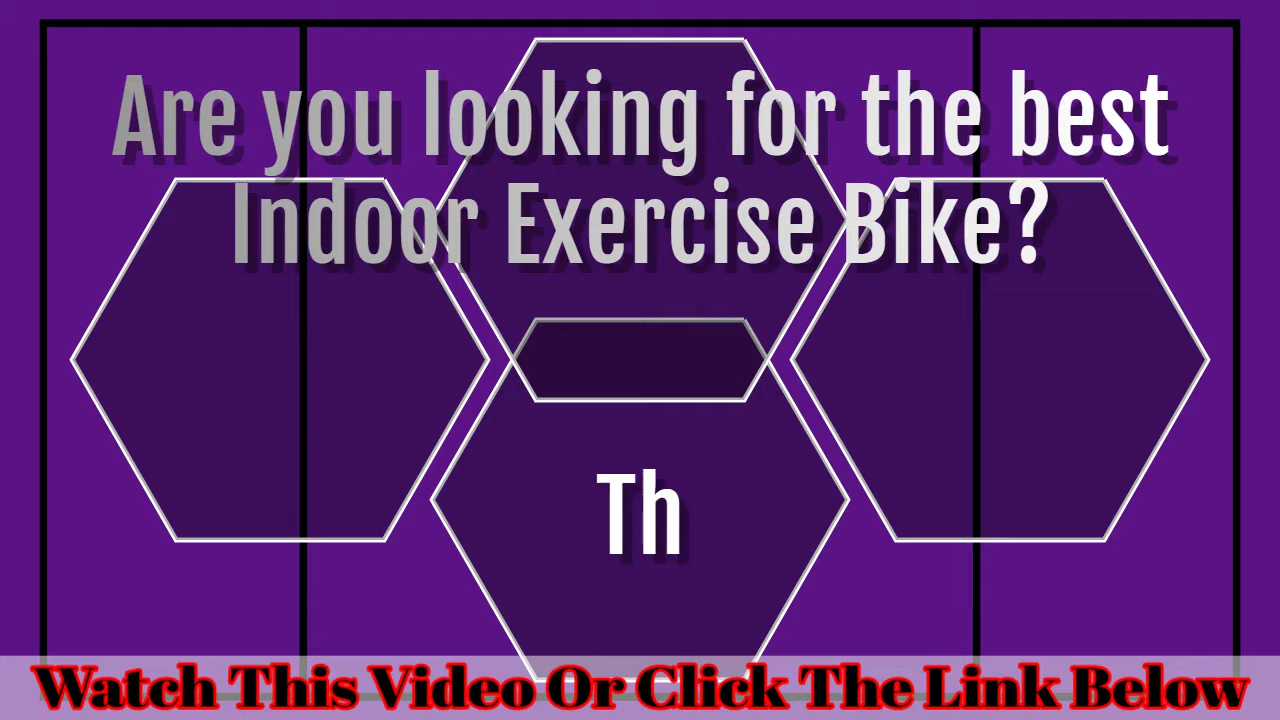 Are you looking for the best
Indoor Exercise Bike?
Th
Watch This Video Or Click The Link Below